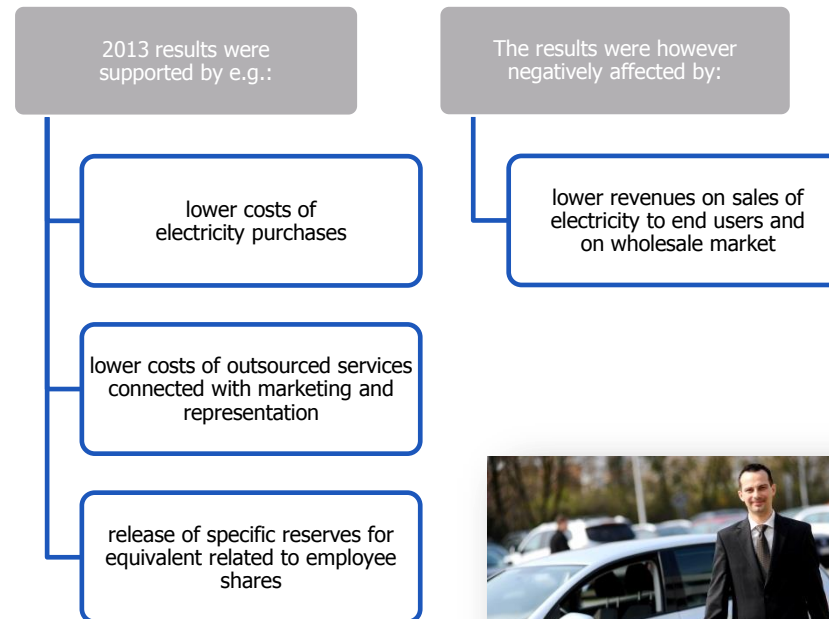 2013 results were
supported by e.g.:
lower costs of
electricity purchases
lower costs of outsourced services
connected with marketing and
representation
release of specific reserves for
equivalent related to employee
shares
The results were however
negatively affected by:
lower revenues on sales of
electricity to end users and
on wholesale market